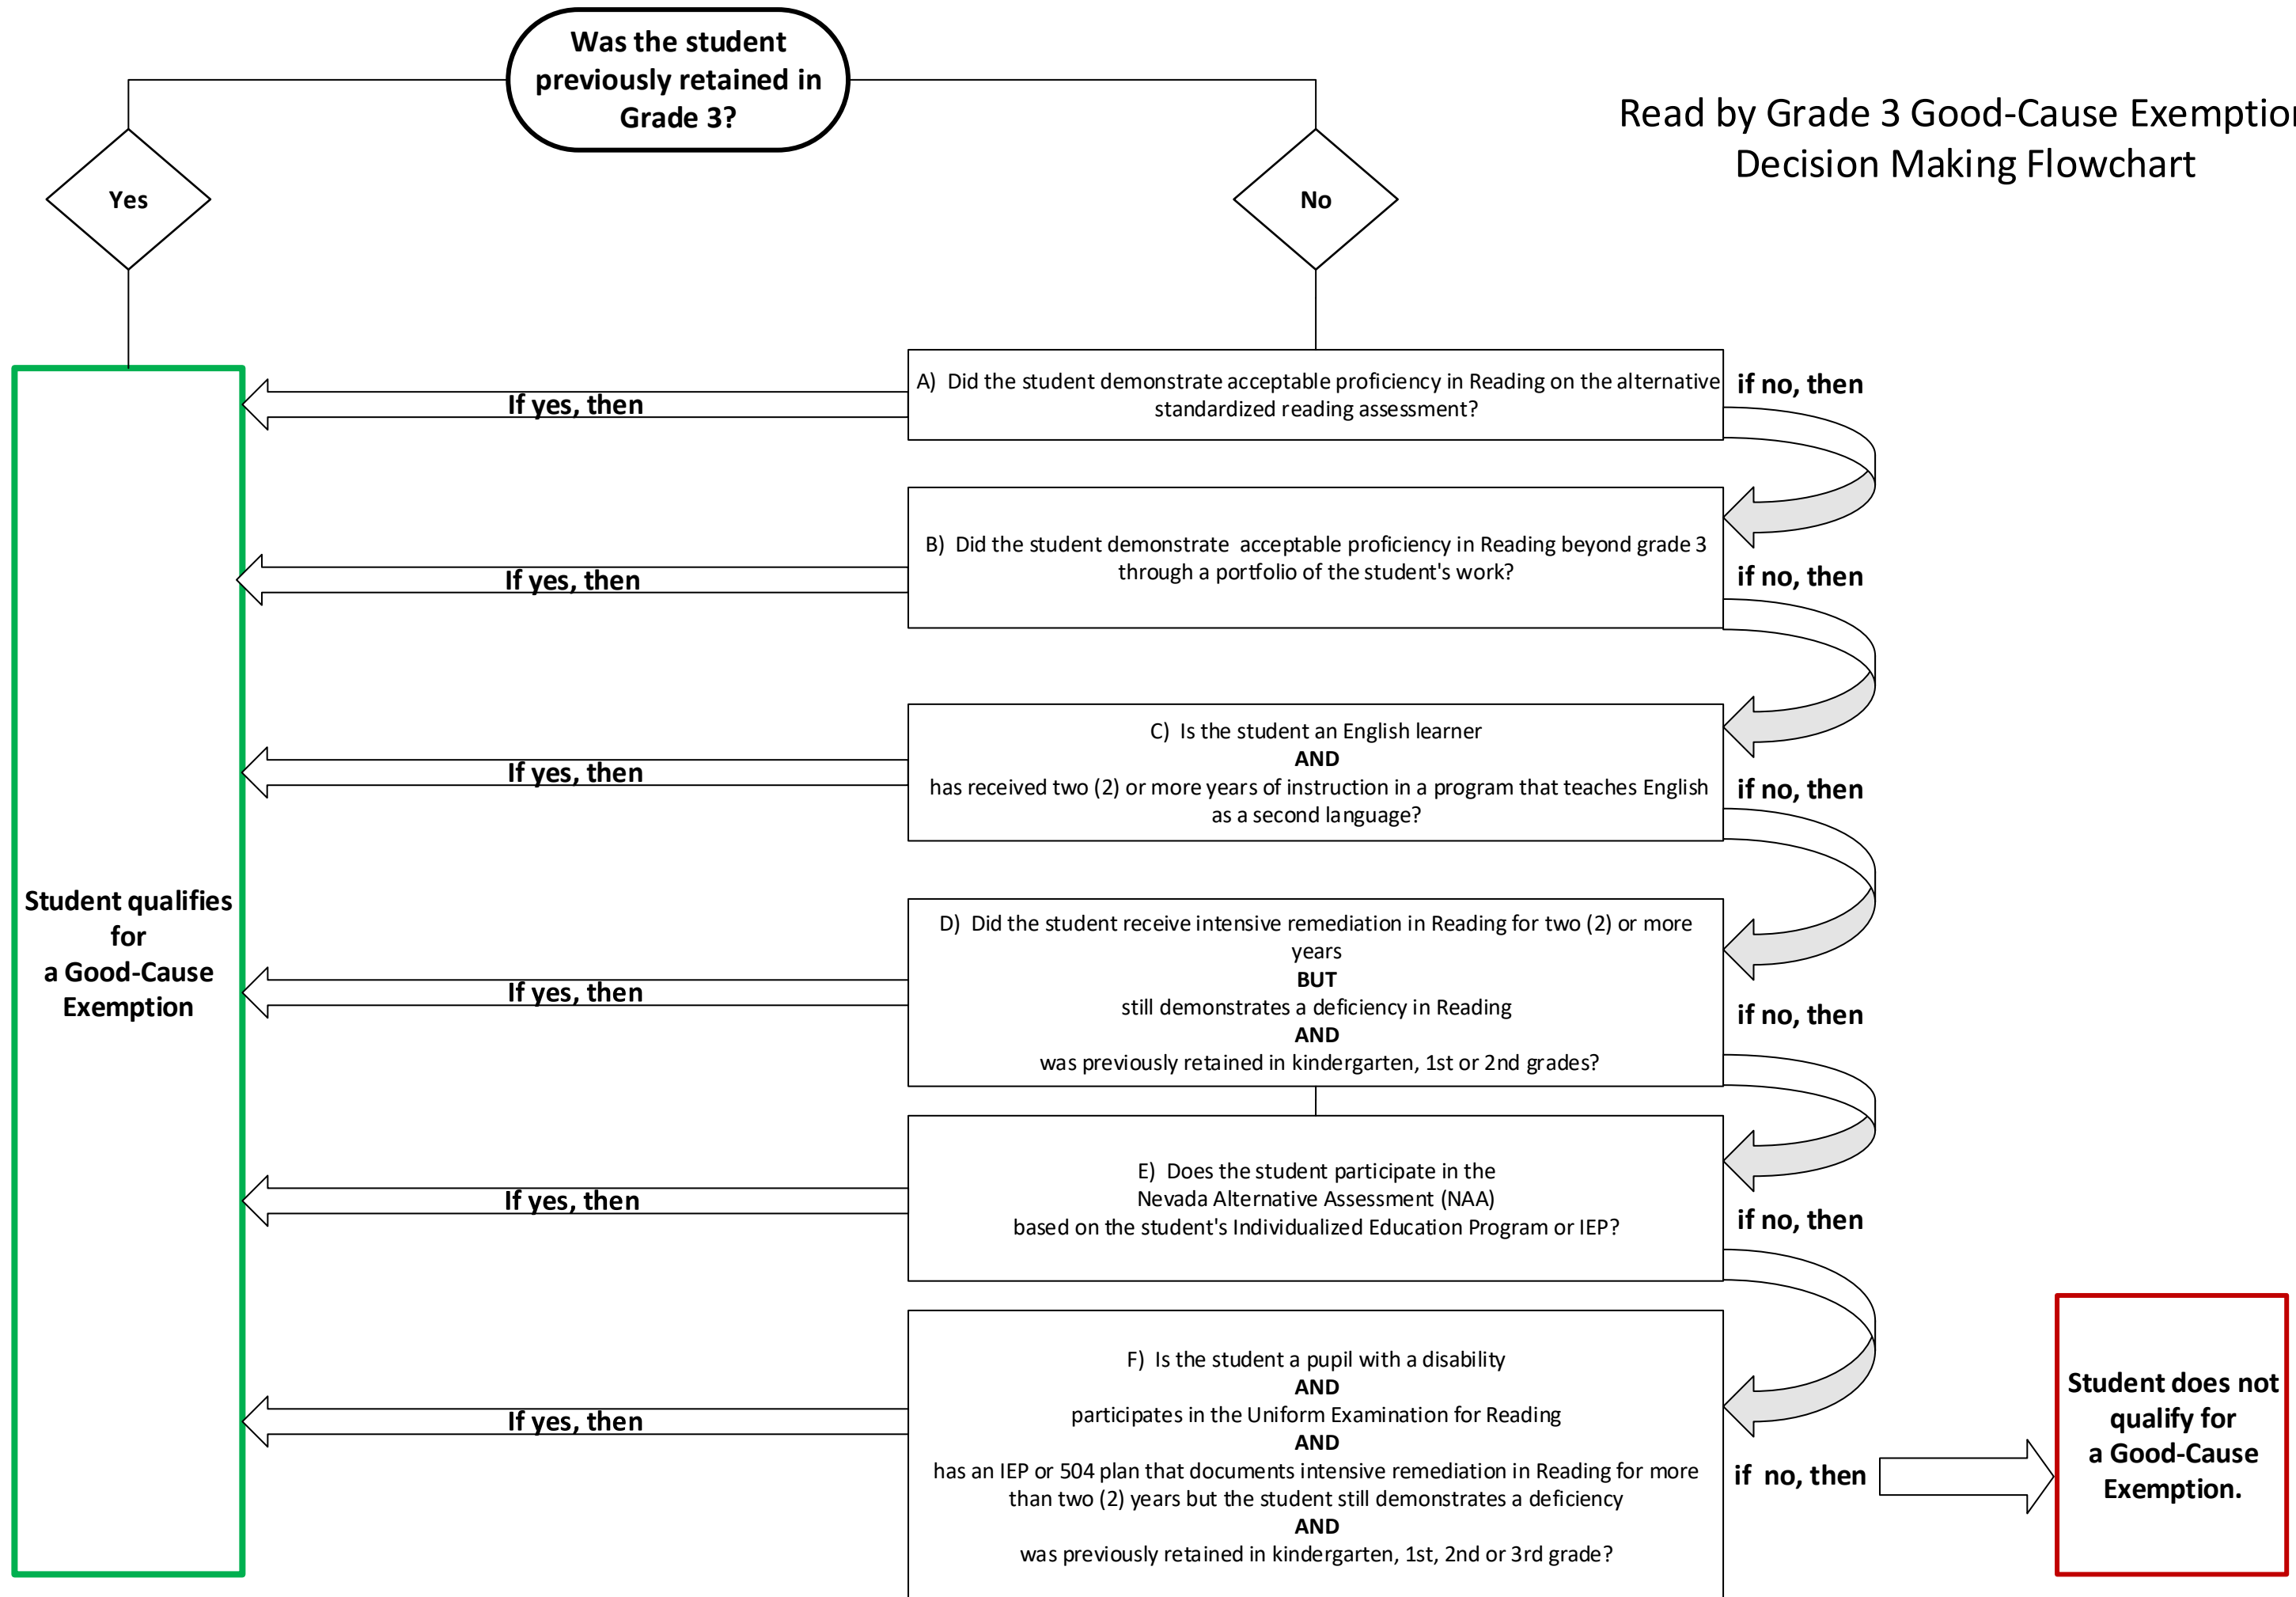 Was the student
previously retained in
Grade 3?
Read by Grade 3 Good-Cause Exemption
Decision Making Flowchart
Yes
No
A) Did the student demonstrate acceptable proficiency in Reading on the alternative
standardized reading assessment?
If yes, then
if no, then
B) Did the student demonstrate acceptable proficiency in Reading beyond grade 3
through a portfolio of the student's work?
If yes, then
if no, then
C) Is the student an English learner
AND
has received two (2) or more years of instruction in a program that teaches English
as a second language?
If yes, then
if no, then
D) Did the student receive intensive remediation in Reading for two (2) or more
years
BUT
still demonstrates a deficiency in Reading
AND
was previously retained in kindergarten, 1st or 2nd grades?
If yes, then
if no, then
E) Does the student participate in the
Nevada Alternative Assessment (NAA)
based on the student's Individualized Education Program or IEP?
If yes, then
if no, then
F) Is the student a pupil with a disability
AND
participates in the Uniform Examination for Reading
AND
has an IEP or 504 plan that documents intensive remediation in Reading for more
than two (2) years but the student still demonstrates a deficiency
AND
was previously retained in kindergarten, 1st, 2nd or 3rd grade?
If yes, then
if no, then
Student qualifies
for
a Good-Cause
Exemption
Student does not
qualify for
a Good-Cause
Exemption.